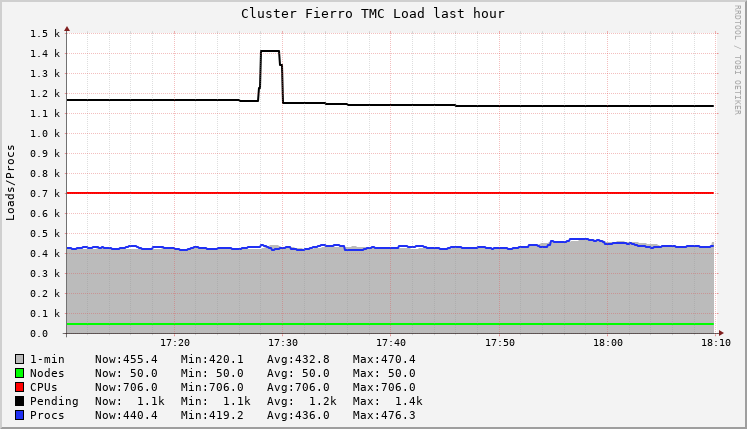 Cluster Fierro TMC Load last hour
RRDTOOL / TOBI OETIKER
Loads/Procs
1.5 k
1.4 k
1.3 k
1.2 k
1.1 k
1.0 k
0.9 k
0.8 k
0.7 k
0.6 k
0.5 k
0.4 k
0.3 k
0.2 k
0.1 k
0.0
17:20 17:30 17:40 17:50 18:00 18:10
1-min Now:455.4 Min:420.1 Avg:432.8 Max:470.4
Nodes Now: 50.0 Min: 50.0 Avg: 50.0 Max: 50.0
CPUs Now:706.0 Min:706.0 Avg:706.0 Max:706.0
Pending Now: 1.1k Min: 1.1k Avg: 1.2k Max: 1.4k
Procs Now:440.4 Min:419.2 Avg:436.0 Max:476.3